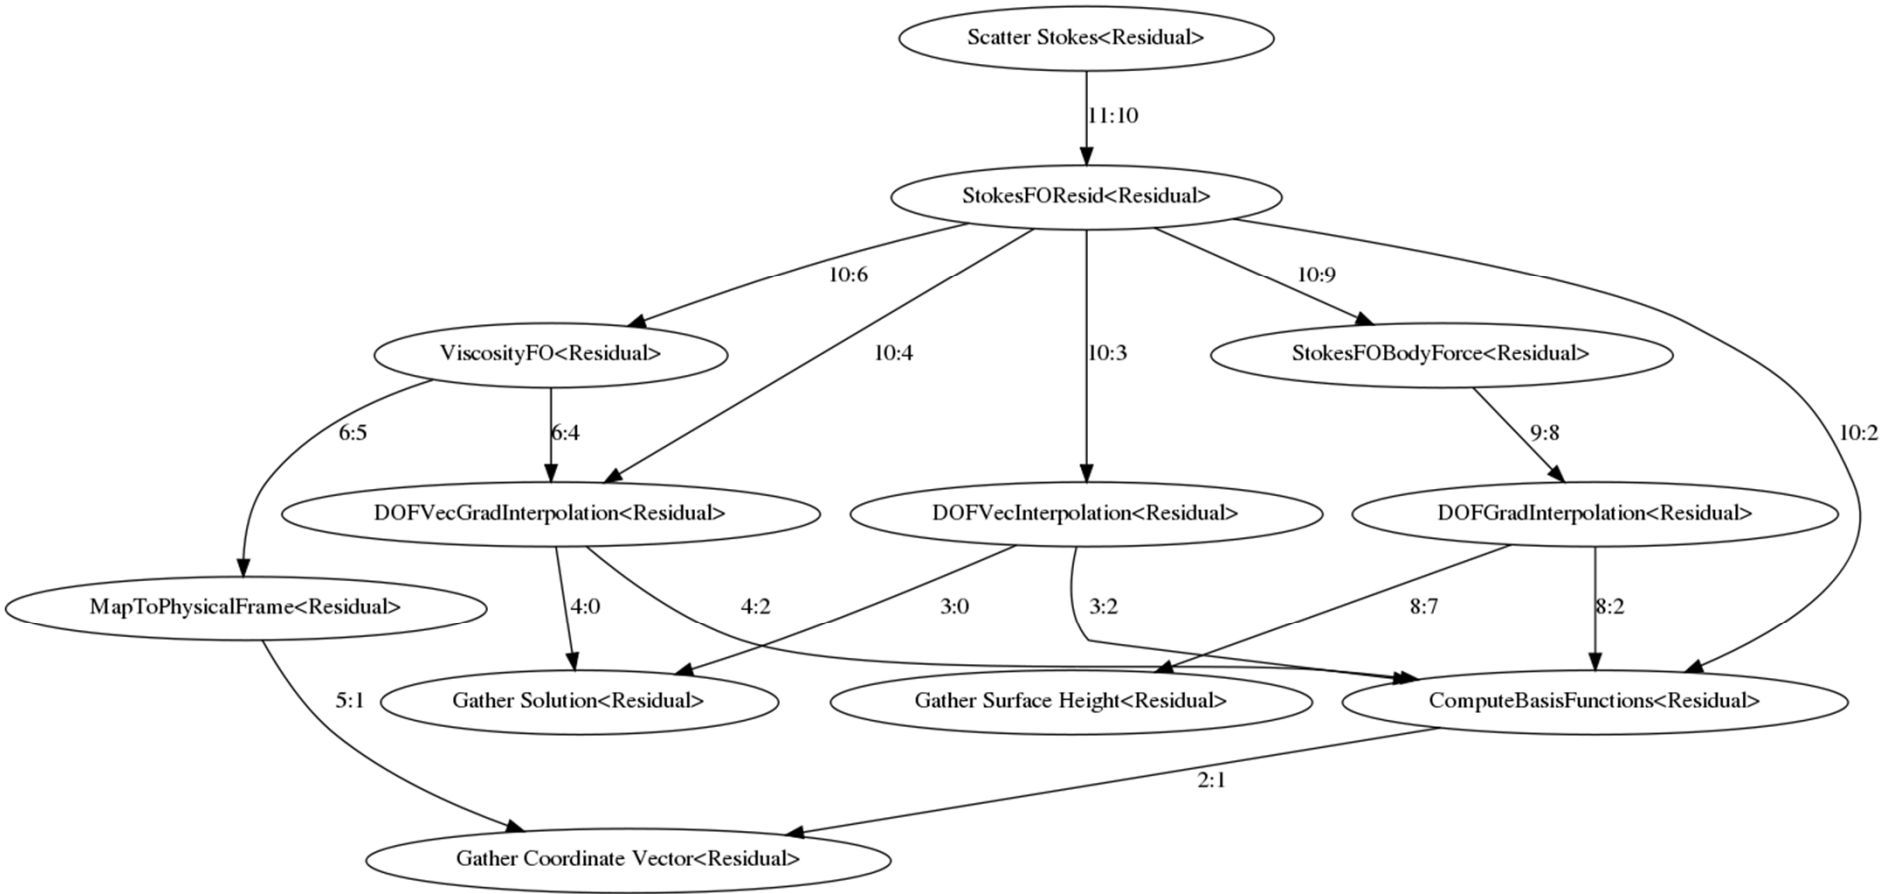 Scatter Stokes<Residual>
11:10
StokesFOResid<Residual>
10:6
10:9
ViscosityFO<Residual>
10:4
10:3
StokesFOBodyForce<Residual>
6:5
6:4
9:8
10:2
DOFVecGradInterpolation<Residual>
DOFVecInterpolation<Residual>
DOFGradInterpolation<Residual>
MapToPhysicalFrame<Residual>
4:0
4:2
3:0
3:2
8:7
8:2
5:1
Gather Solution<Residual>
Gather Surface Height<Residual>
ComputeBasisFunctions<Residual>
2:1
Gather Coordinate Vector<Residual>